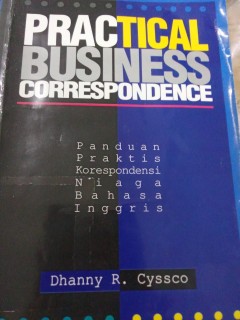 PRACTICAL
BUSINESS
CORRESPONDENCE
Panduan
Praktis
Korespondensi
Niaga
Bahasa
Inggris
Dhanny R. Cyssco